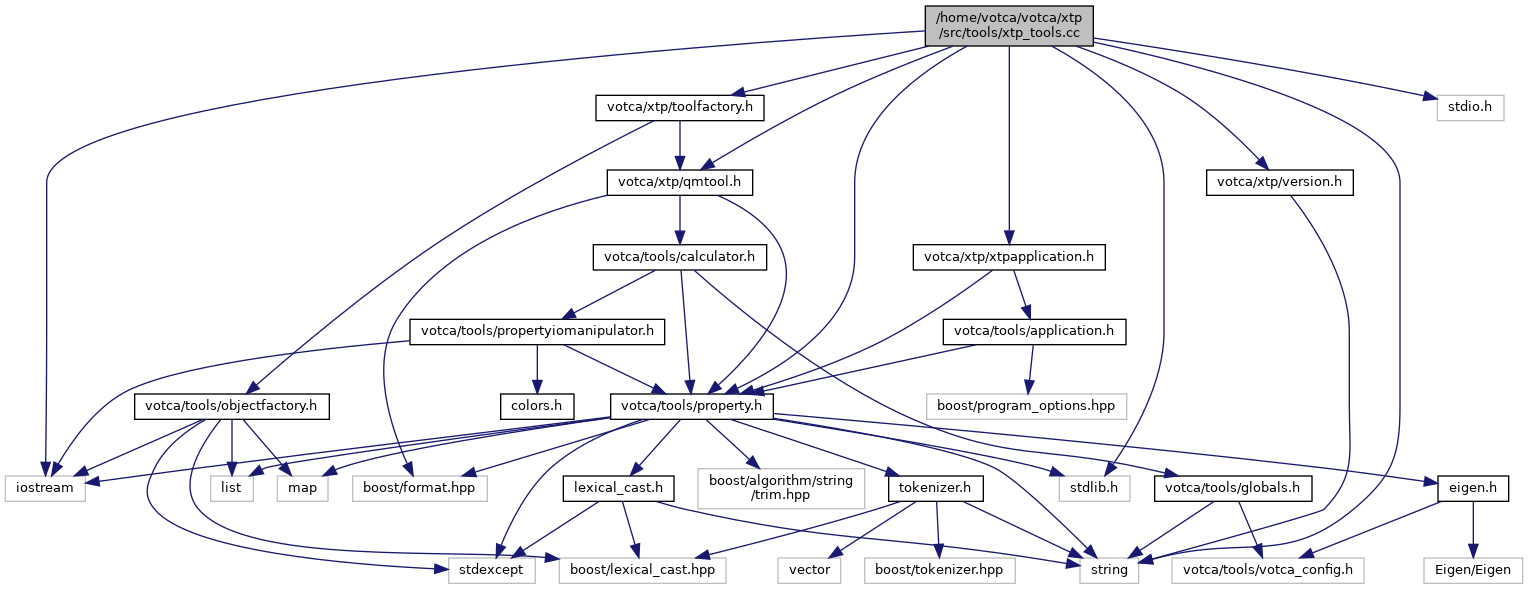 /home/votca/votca/xtp
/src/tools/xtp_tools.cc
votca/xtp/toolfactory.h
stdio.h
votca/xtp/qmtool.h
votca/xtp/version.h
votca/tools/calculator.h
votca/xtp/xtpapplication.h
votca/tools/propertyiomanipulator.h
votca/tools/application.h
votca/tools/objectfactory.h
colors.h
votca/tools/property.h
boost/program_options.hpp
iostream
list
map
boost/format.hpp
lexical_cast.h
boost/algorithm/string
/trim.hpp
tokenizer.h
stdlib.h
votca/tools/globals.h
eigen.h
stdexcept
boost/lexical_cast.hpp
vector
boost/tokenizer.hpp
string
votca/tools/votca_config.h
Eigen/Eigen